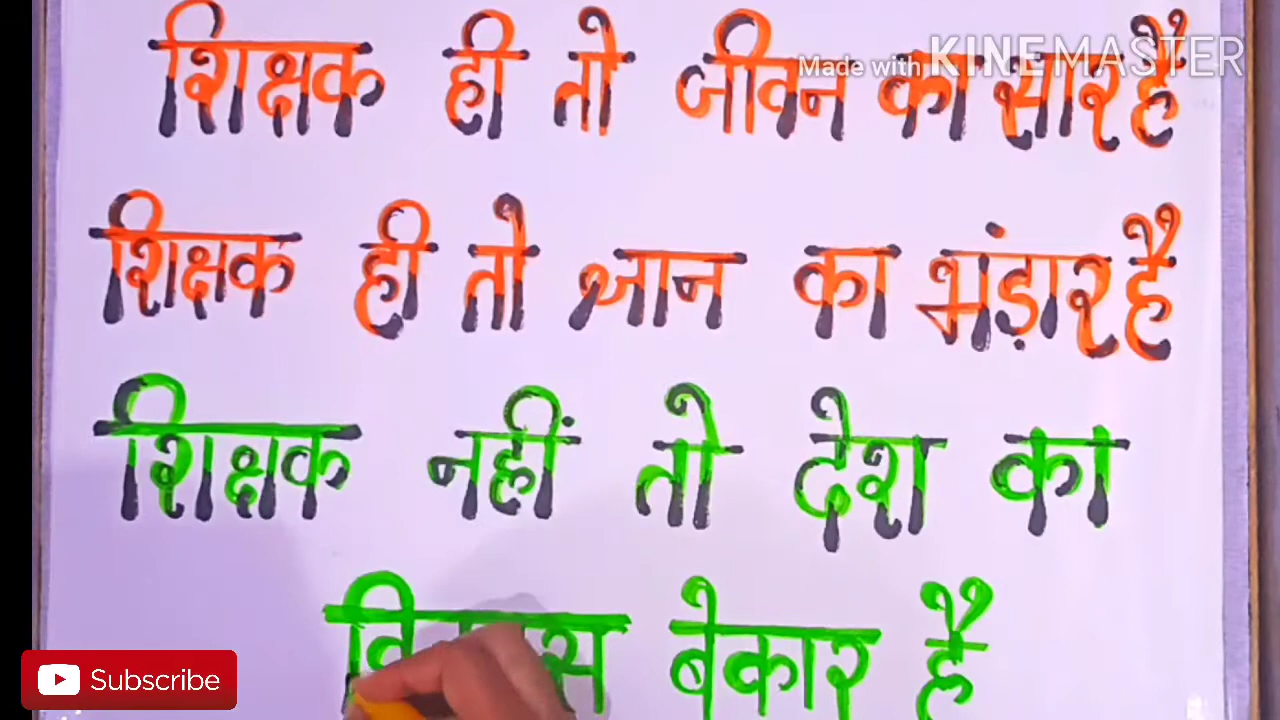 शिक्षक ही तो जीवन का सार है
Made with KINEMASTER
शिक्षक ही तो ज्ञान का भंडार है
शिक्षक नहीं तो देश का
बेकार है
Subscribe